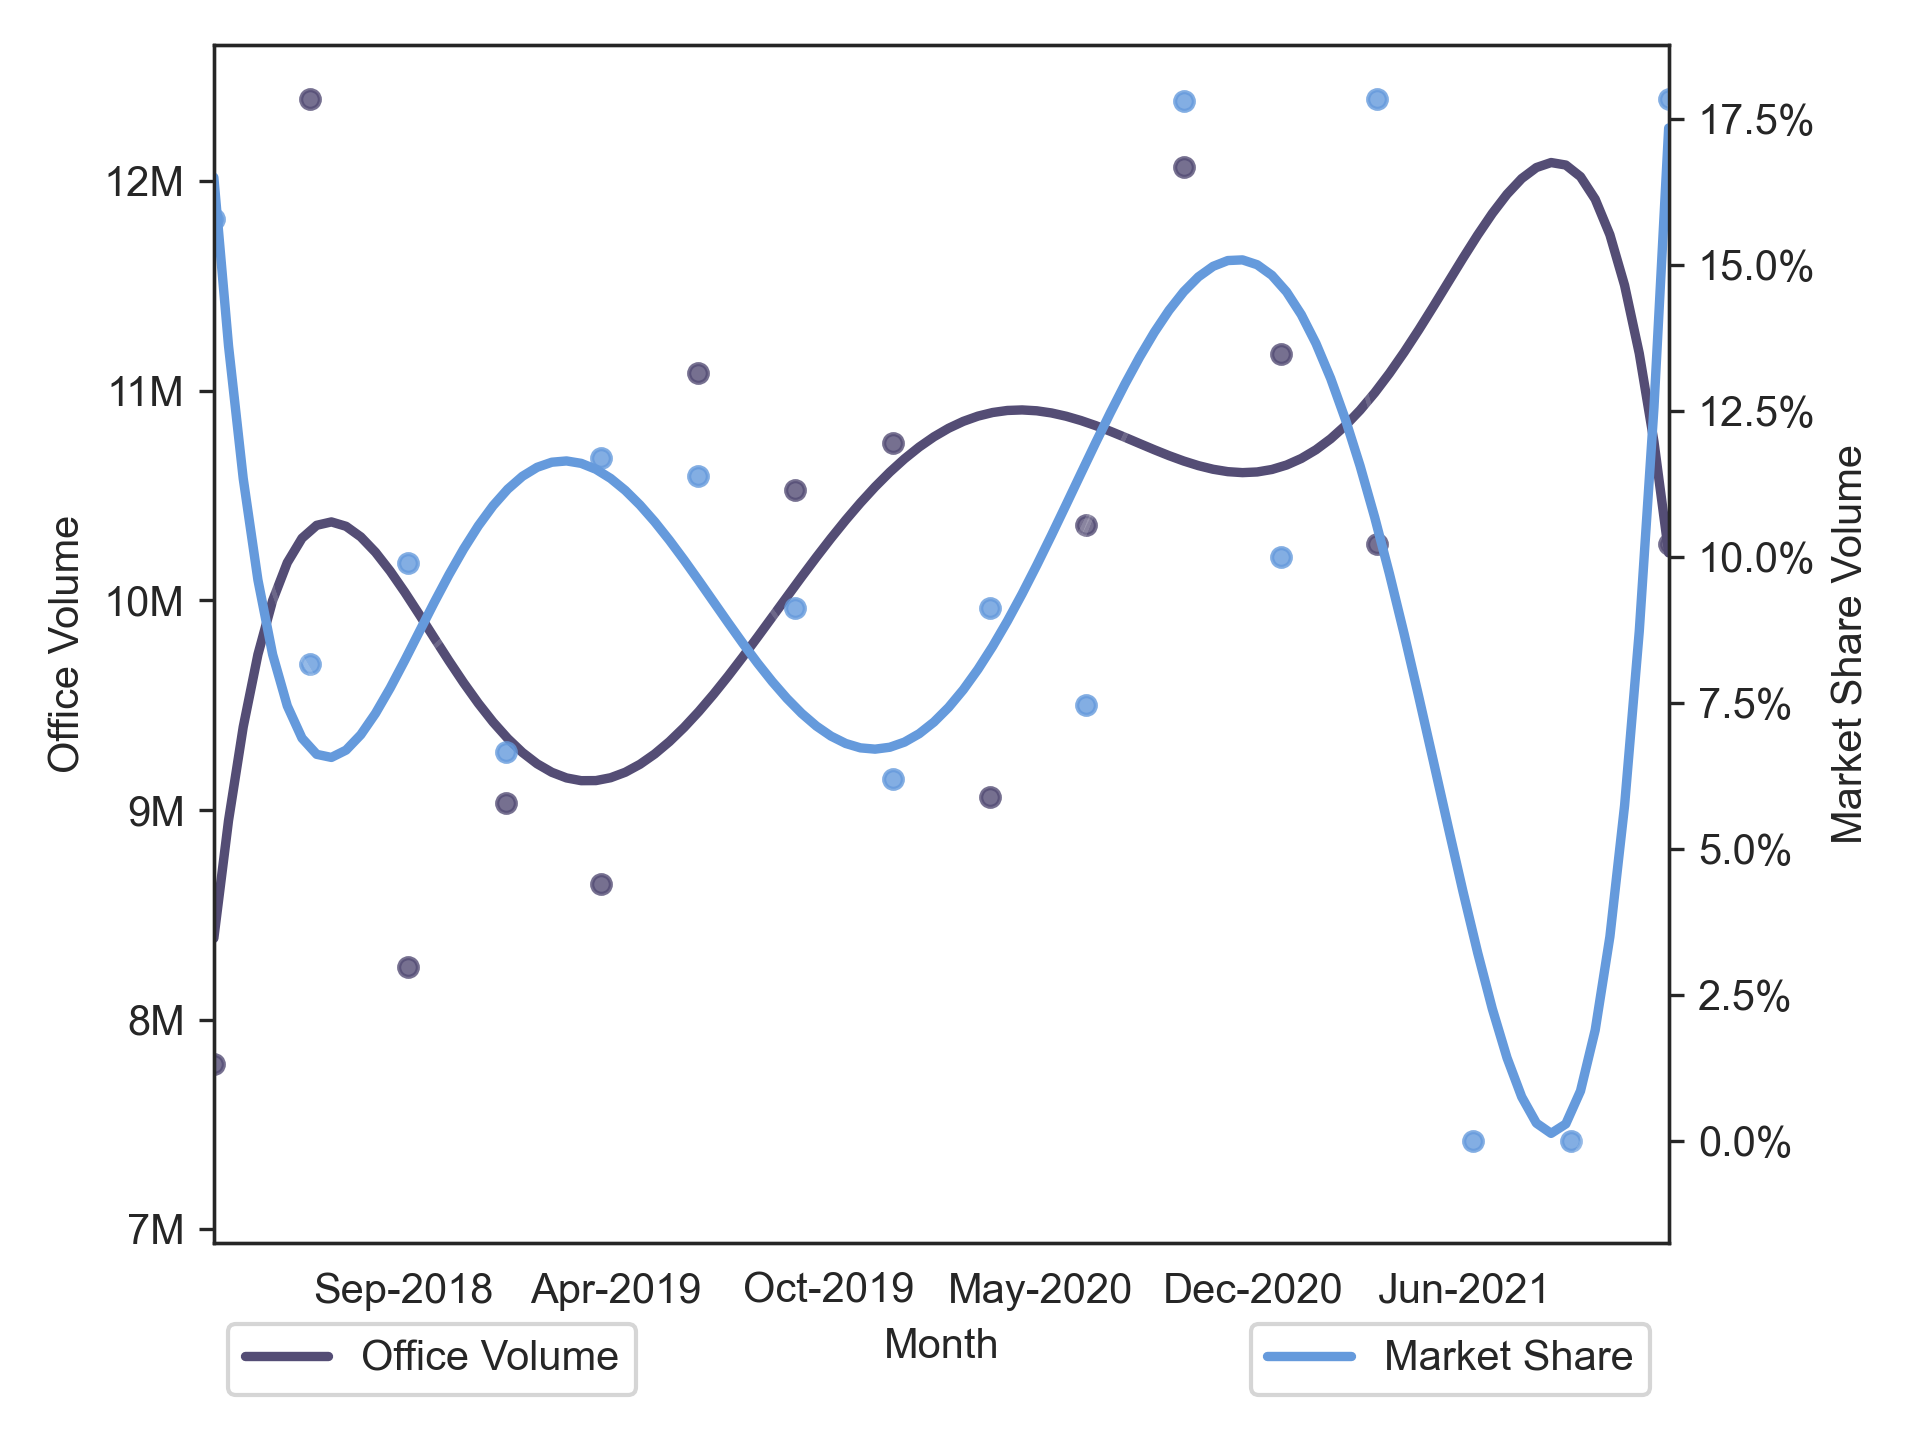 12M
11M
10M
9M
8M
7M
Office Volume
17.5%
15.0%
12.5%
10.0%
7.5%
5.0%
2.5%
0.0%
Market Share Volume
Sep-2018 Apr-2019 Oct-2019 May-2020 Dec-2020 Jun-2021
Month
Office Volume
Market Share